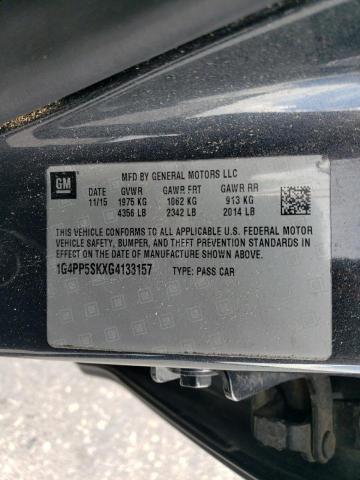 GM
MFD BY GENERAL MOTORS LLC
11/15 GVWR GAWR FRT GAWR RR
1975 KG 1062 KG 913 KG
4356 LB 2342 LB 2014 LB
THIS VEHICLE CONFORMS TO ALL APPLICABLE U.S. FEDERAL MOTOR
VEHICLE SAFETY, BUMPER, AND THEFT PREVENTION STANDARDS IN
EFFECT ON THE DATE OF MANUFACTURE SHOWN ABOVE.
1G4PP5SKXG4133157 TYPE: PASS CAR